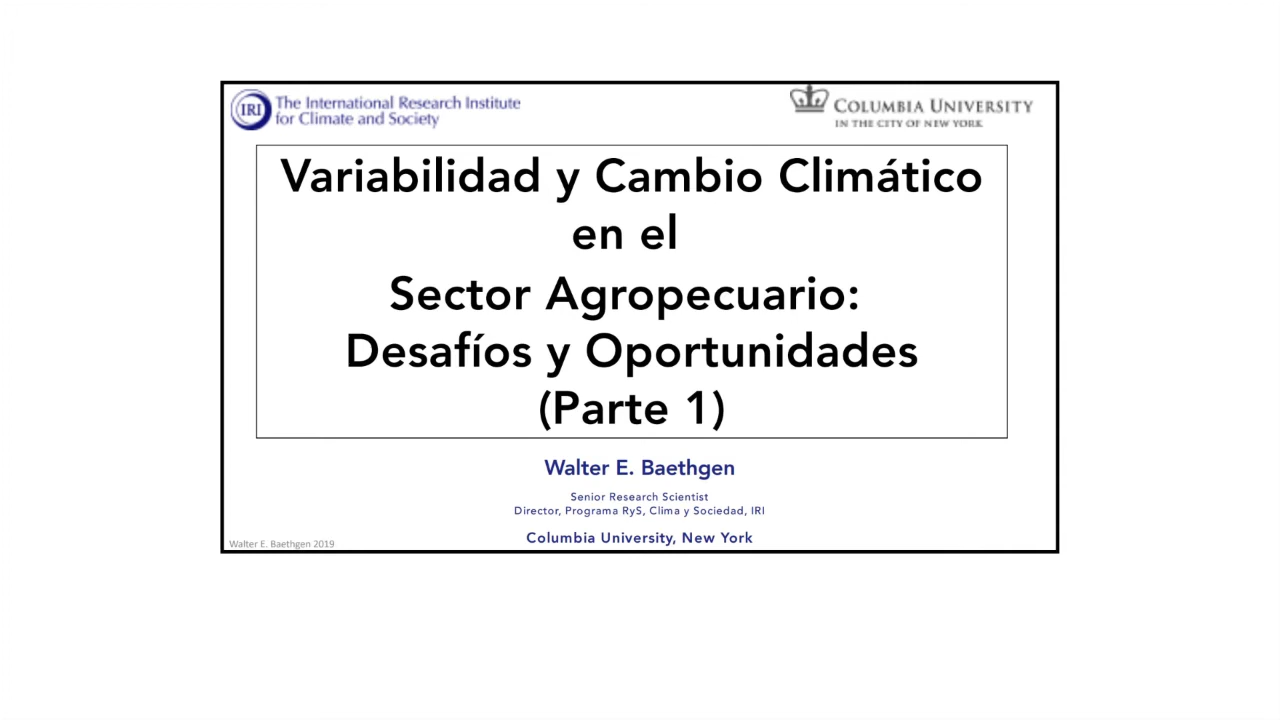 IRI
The International Research Institute
for Climate and Society
COLUMBIA UNIVERSITY
IN THE CITY OF NEW YORK
Variabilidad y Cambio Climático
en el
Sector Agropecuario:
Desafíos y Oportunidades
(Parte 1)
Walter E. Baethgen
Senior Research Scientist
Director, Programa RyS, Clima y Sociedad, IRI
Columbia University, New York
Walter E. Baethgen 2019